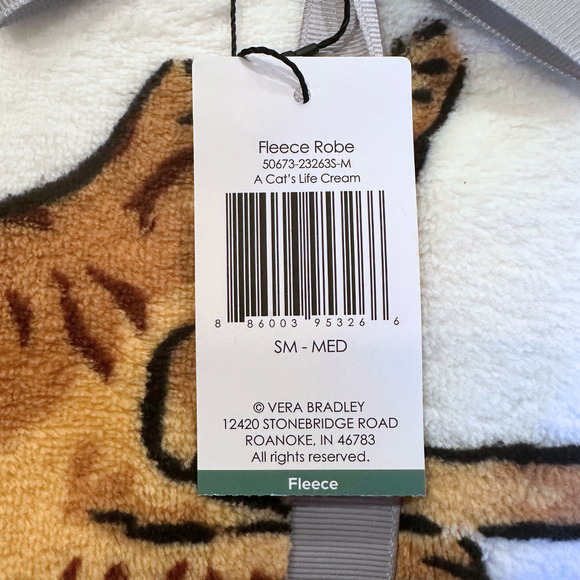 Fleece Robe
50673-23263S-M
A Cat's Life Cream
8 86003 95326 6
SM - MED
© VERA BRADLEY
12420 STONEBRIDGE ROAD
ROANOKE, IN 46783
All rights reserved.
Fleece